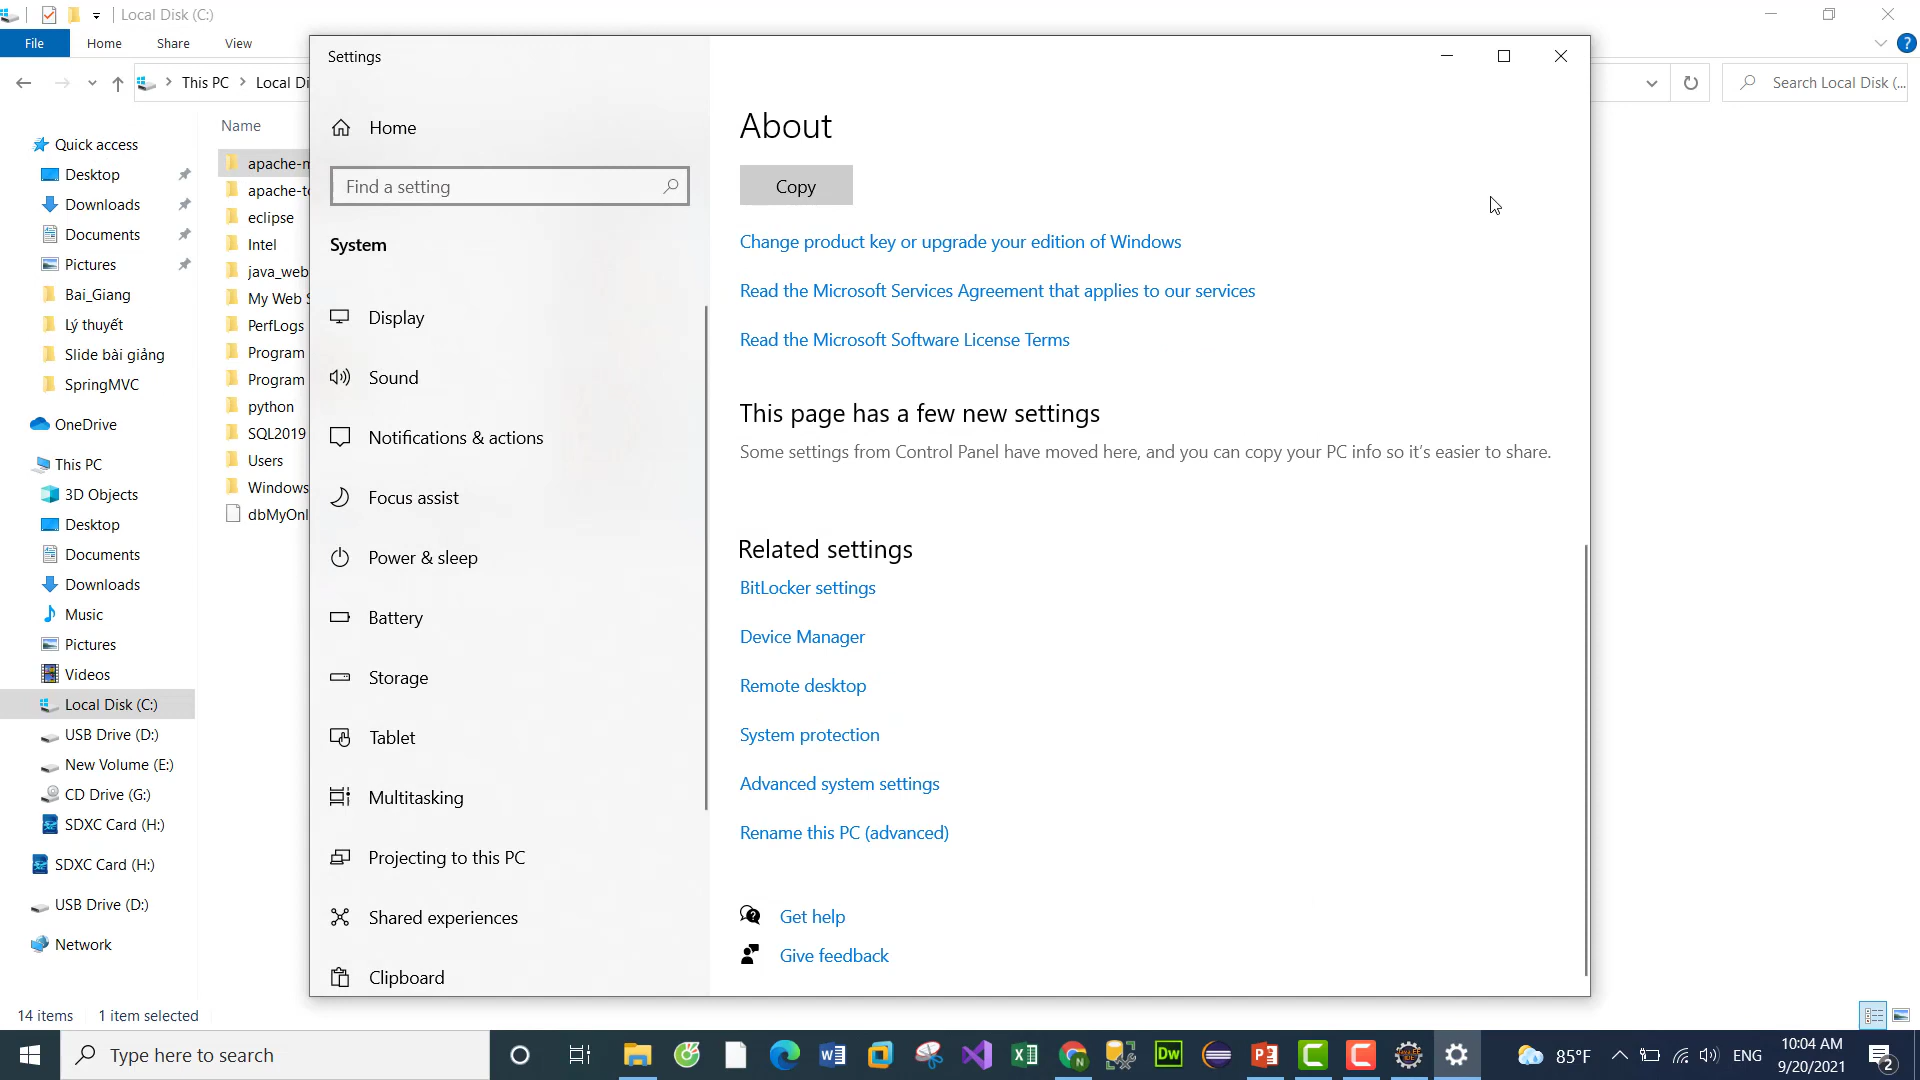 Local Disk (C:)
File
Home
Share
View
This PC
Local Di
Search Local Disk (...
Quick access
Desktop
Downloads
Documents
Pictures
Bai_Giang
Lý thuyết
Slide bài giảng
SpringMVC
OneDrive
This PC
3D Objects
Desktop
Documents
Downloads
Music
Pictures
Videos
Local Disk (C:)
USB Drive (D:)
New Volume (E:)
CD Drive (G:)
SDXC Card (H:)
SDXC Card (H:)
USB Drive (D:)
Network
Name
apache-m
apache-to
eclipse
Intel
java_web
My Web S
PerfLogs
Program
Program
python
SQL2019
Users
Windows
dbMyOnl
14 items
1 item selected
Settings
Home
Find a setting
System
Display
Sound
Notifications & actions
Focus assist
Power & sleep
Battery
Storage
Tablet
Multitasking
Projecting to this PC
Shared experiences
Clipboard
About
Copy
Change product key or upgrade your edition of Windows
Read the Microsoft Services Agreement that applies to our services
Read the Microsoft Software License Terms
This page has a few new settings
Some settings from Control Panel have moved here, and you can copy your PC info so it's easier to share.
Related settings
BitLocker settings
Device Manager
Remote desktop
System protection
Advanced system settings
Rename this PC (advanced)
Get help
Give feedback
Type here to search
85°F
ENG
10:04 AM
9/20/2021
2